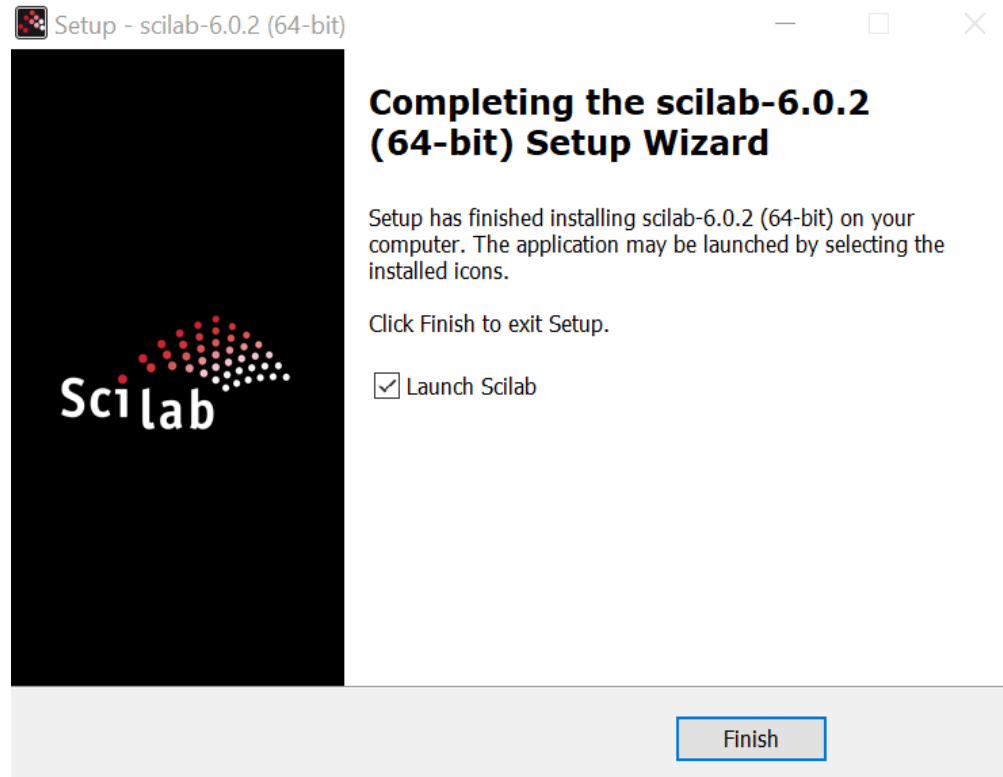 Setup - scilab-6.0.2 (64-bit)
Completing the scilab-6.0.2
(64-bit) Setup Wizard
Setup has finished installing scilab-6.0.2 (64-bit) on your
computer. The application may be launched by selecting the
installed icons.
Click Finish to exit Setup.
Launch Scilab
Scilab
Finish